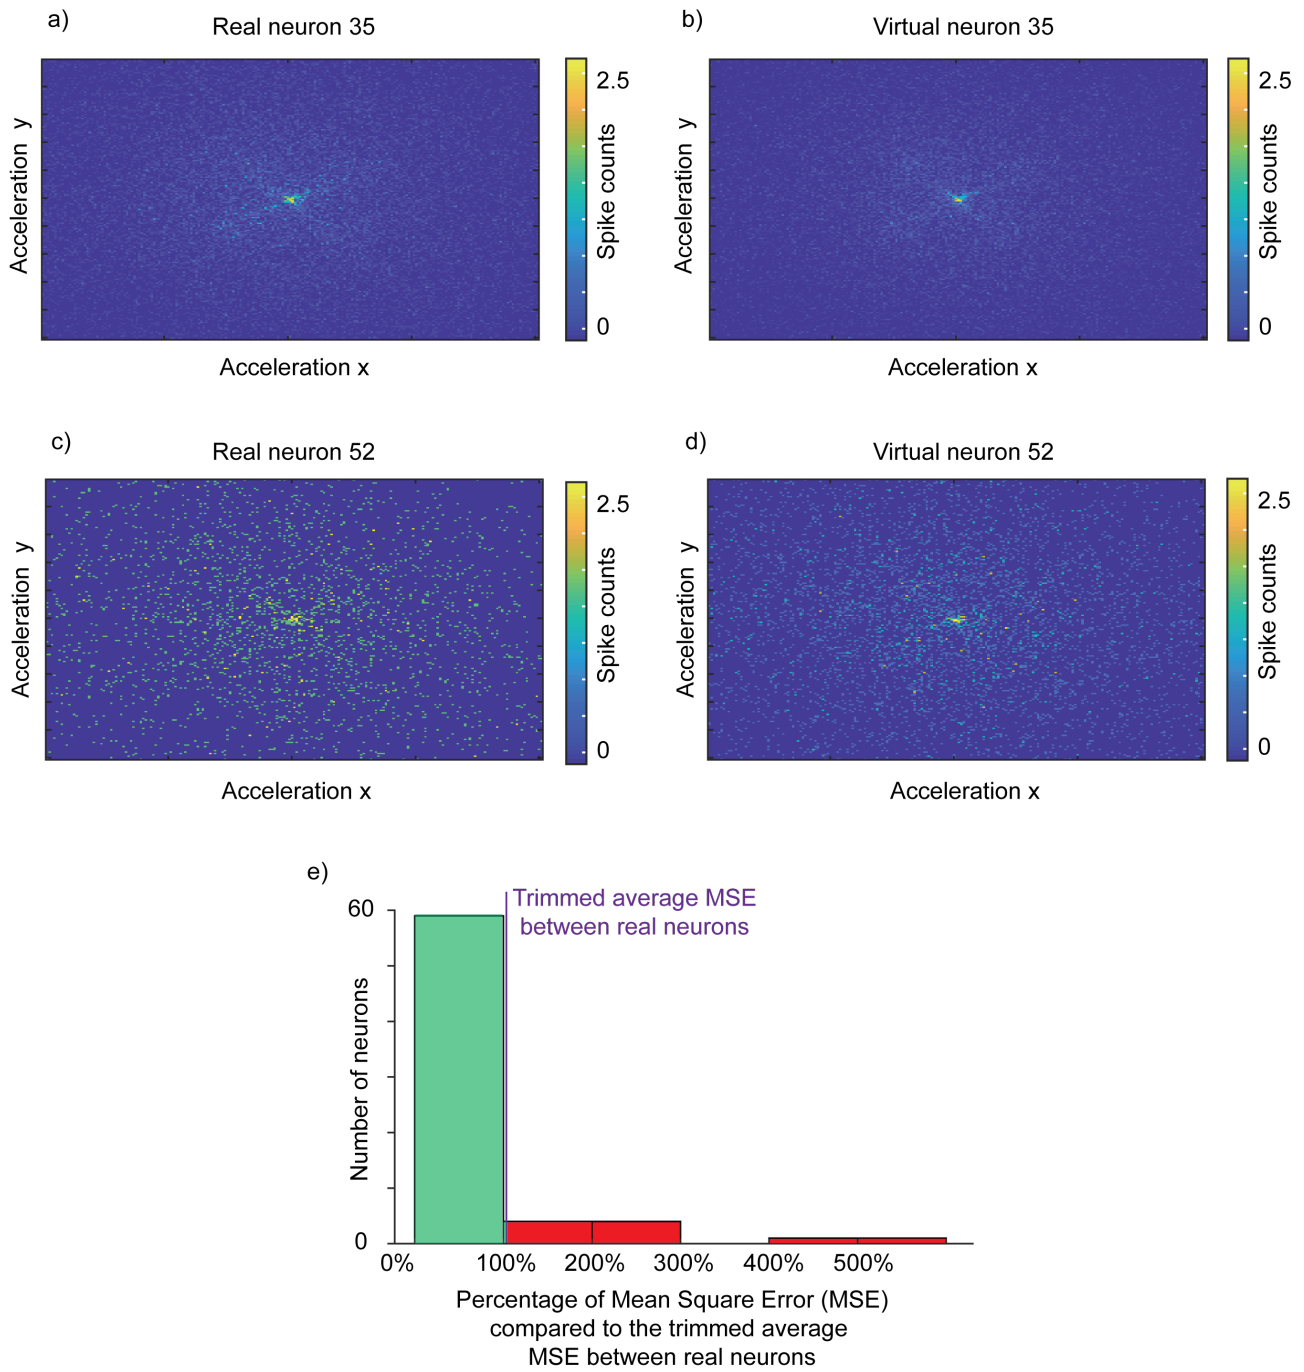 a)
Real neuron 35
Acceleration y
Acceleration x
2.5
Spike counts
0
b)
Virtual neuron 35
Acceleration y
Acceleration x
2.5
Spike counts
0
c)
Real neuron 52
Acceleration y
Acceleration x
2.5
Spike counts
0
d)
Virtual neuron 52
Acceleration y
Acceleration x
2.5
Spike counts
0
e)
Trimmed average MSE
between real neurons
60
Number of neurons
0
0% 100% 200% 300% 400% 500%
Percentage of Mean Square Error (MSE)
compared to the trimmed average
MSE between real neurons